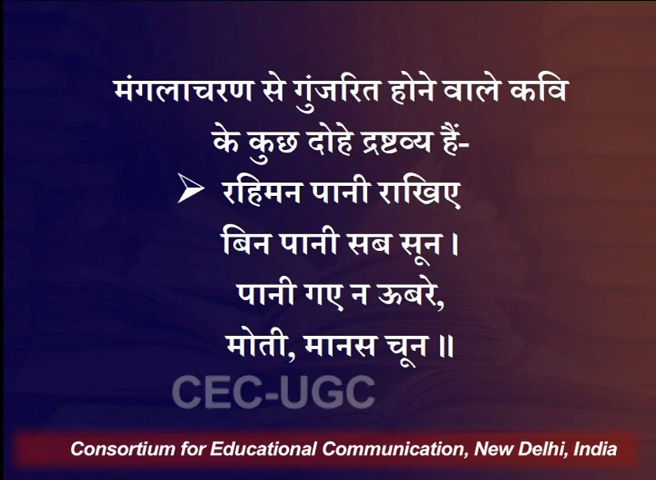 मंगलाचरण से गुंजरित होने वाले कवि
के कुछ दोहे द्रष्टव्य हैं-
➢ रहिमन पानी राखिए
बिन पानी सब सून।
पानी गए न ऊबरे,
मोती, मानस चून॥
CEC-UGC
Consortium for Educational Communication, New Delhi, India